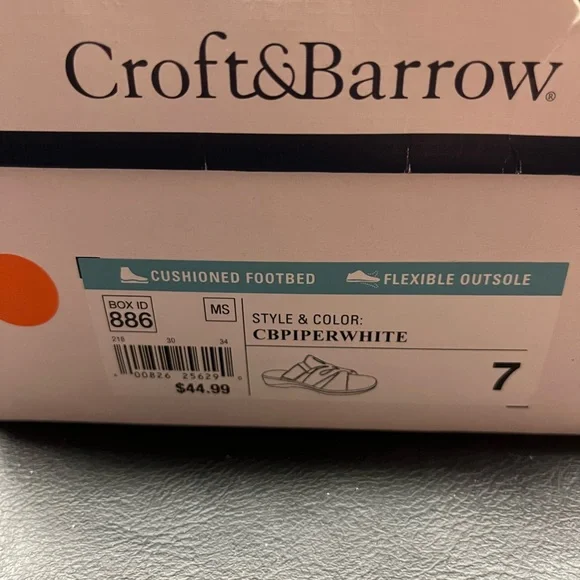 Croft&Barrow®
CUSHIONED FOOTBED FLEXIBLE OUTSOLE
BOX ID
886
MS
STYLE & COLOR:
CBPIPERWHITE
218 30 34
00826 25629
$44.99
7